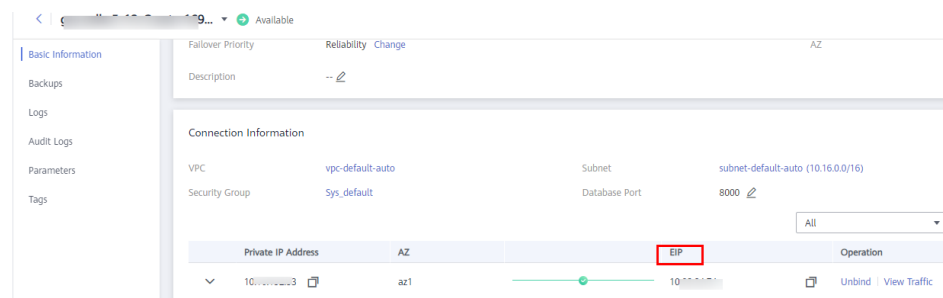 Available
Failover Priority Reliability Change AZ
Basic Information
Description -- 
Backups
Logs
Connection Information
Audit Logs
Parameters
VPC vpc-default-auto Subnet subnet-default-auto (10.16.0.0/16)
Security Group Sys_default Database Port 8000
Tags
All
Private IP Address AZ EIP Operation
az1 Unbind View Traffic